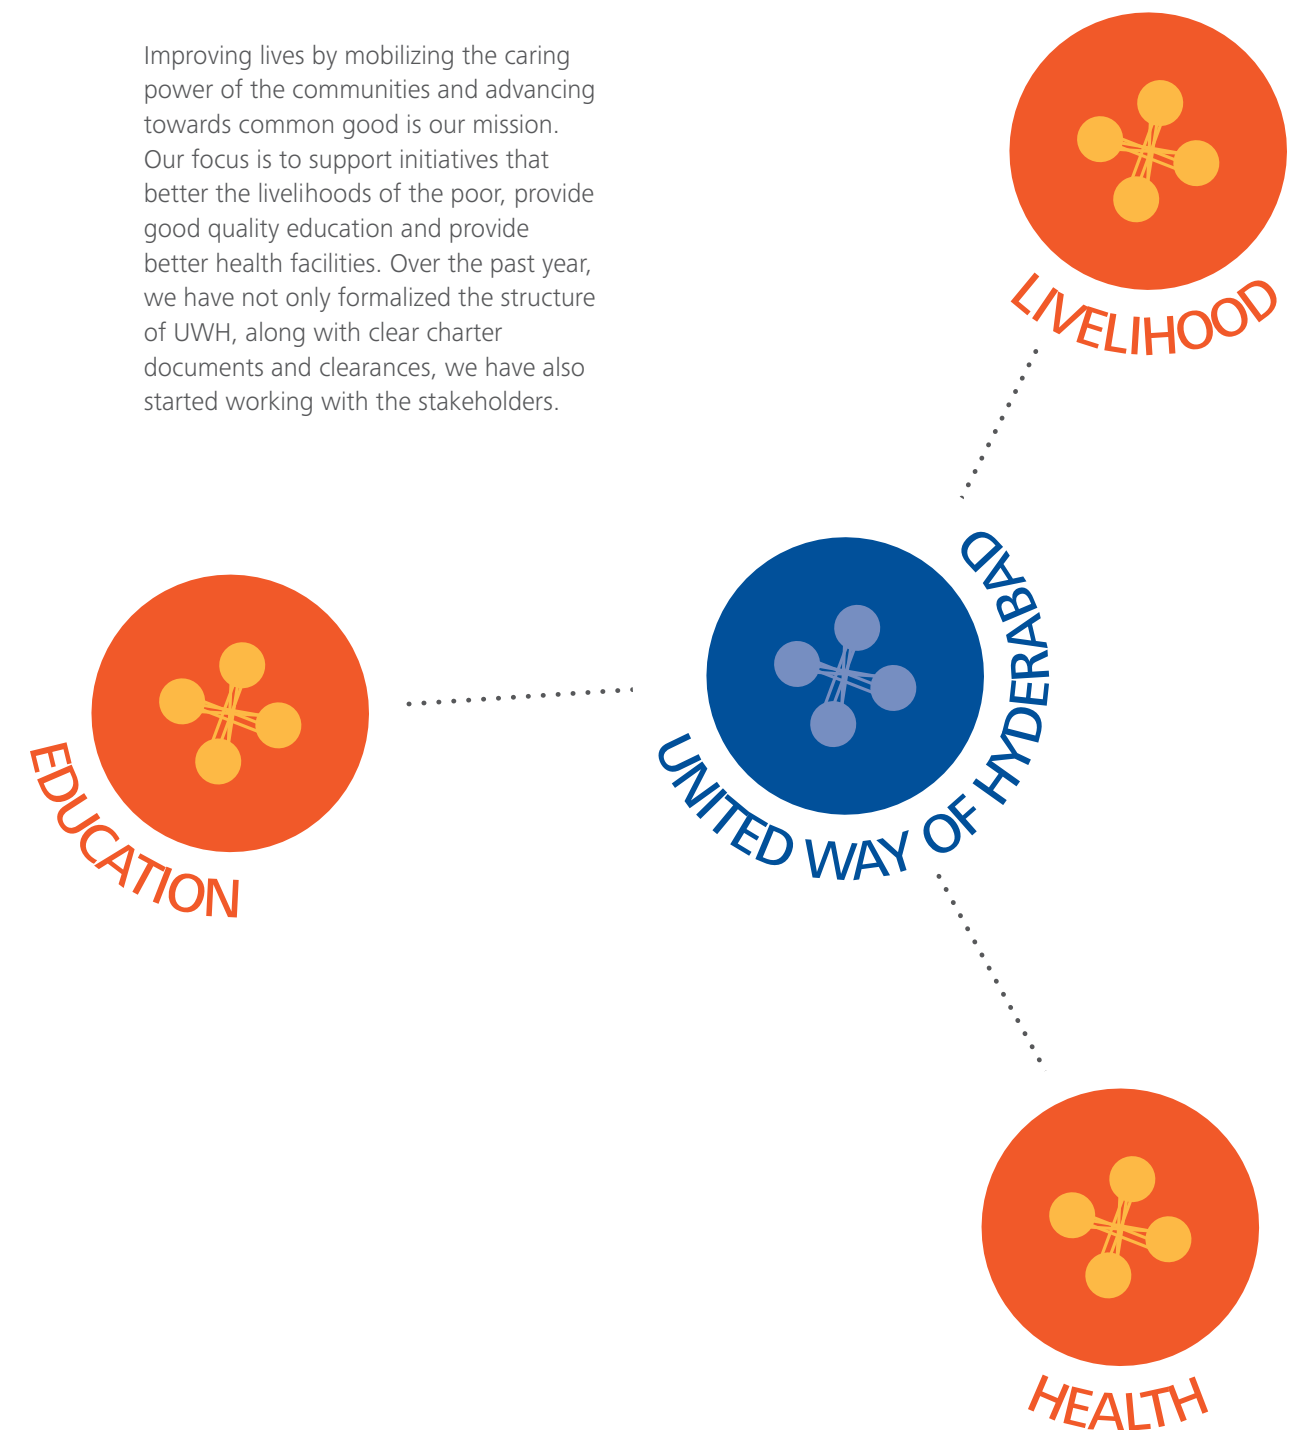 Improving lives by mobilizing the caring
power of the communities and advancing
towards common good is our mission.
Our focus is to support initiatives that
better the livelihoods of the poor, provide
good quality education and provide
better health facilities. Over the past year,
we have not only formalized the structure
of UWH, along with clear charter
documents and clearances, we have also
started working with the stakeholders.
LIVELIHOOD
UNITED WAY OF HYDERABAD
EDUCATION
HEALTH